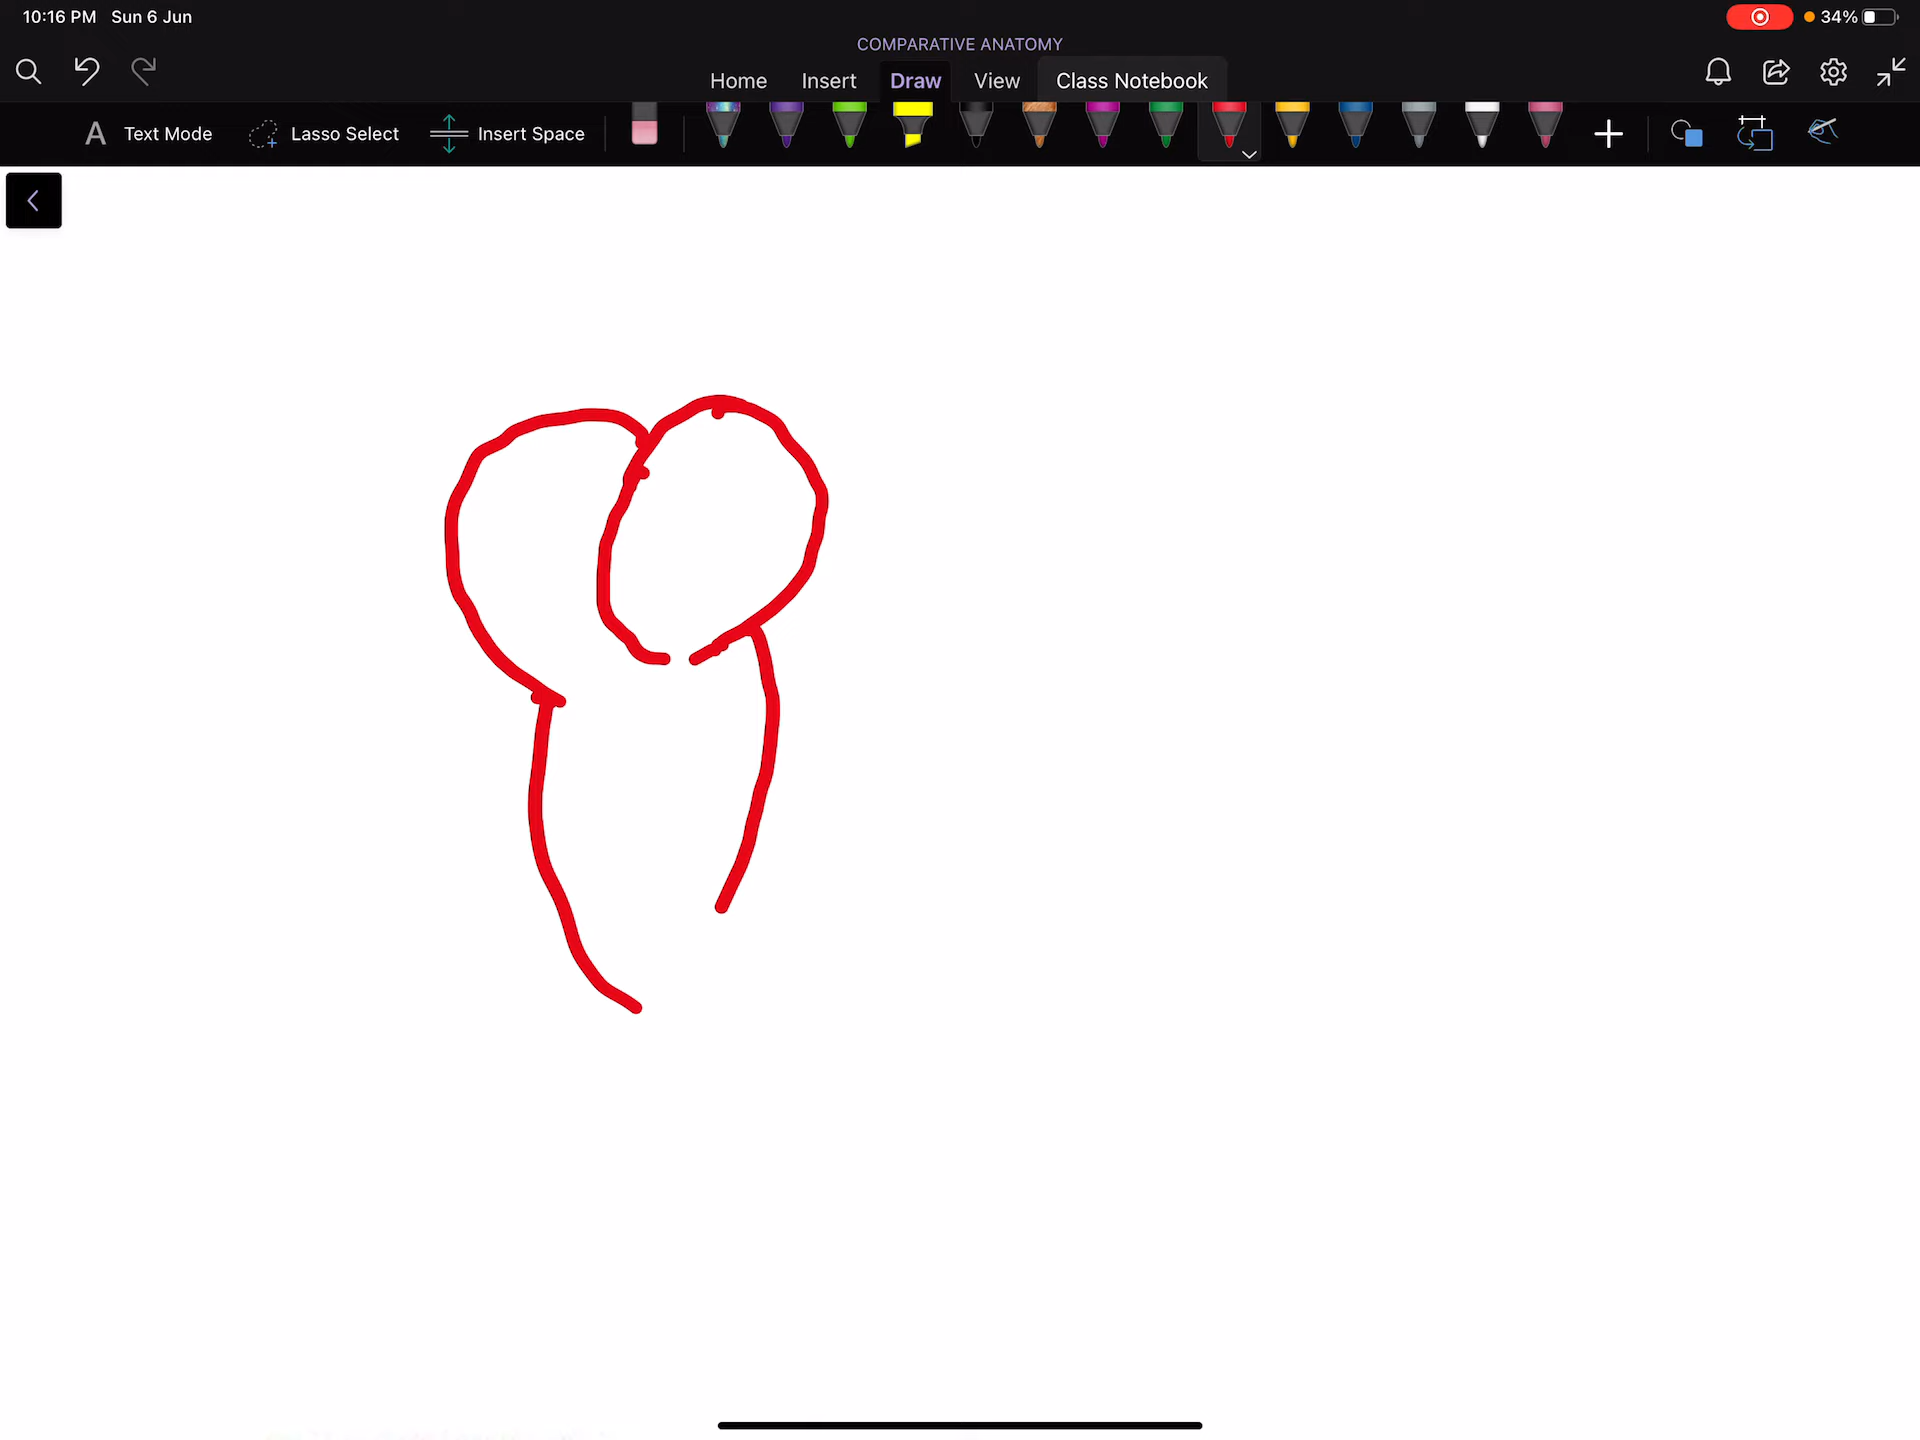 10:16 PM Sun 6 Jun
34%
COMPARATIVE ANATOMY
Home Insert Draw View Class Notebook
Text Mode Lasso Select Insert Space